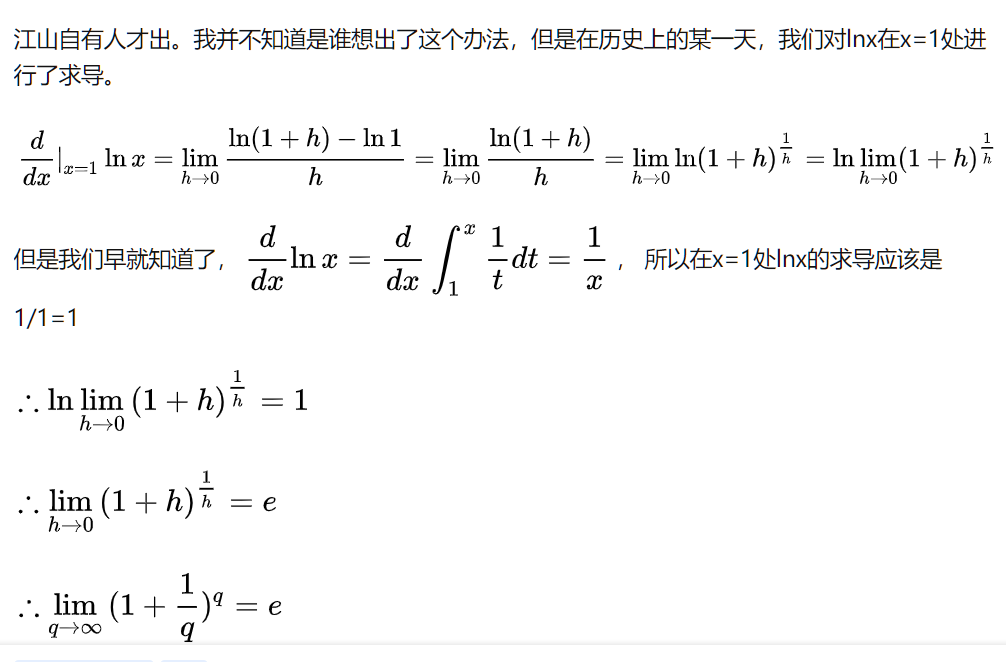 江山自有人才出。我并不知道是谁想出了这个办法，但是在历史上的某一天，我们对lnx在x=1处进
行了求导。
\frac{d}{dx}|_{x=1} \ln x = \lim_{h \to 0} \frac{\ln(1+h) - \ln 1}{h} = \lim_{h \to 0} \frac{\ln(1+h)}{h} = \lim_{h \to 0} \ln(1+h)^{\frac{1}{h}} = \ln \lim_{h \to 0} (1+h)^{\frac{1}{h}}
但是我们早就知道了， \frac{d}{dx} \ln x = \frac{d}{dx} \int_1^x \frac{1}{t} dt = \frac{1}{x} ， 所以在x=1处lnx的求导应该是
1/1=1
∴ \ln \lim_{h \to 0} (1+h)^{\frac{1}{h}} = 1
∴ \lim_{h \to 0} (1+h)^{\frac{1}{h}} = e
∴ \lim_{q \to \infty} (1+\frac{1}{q})^q = e